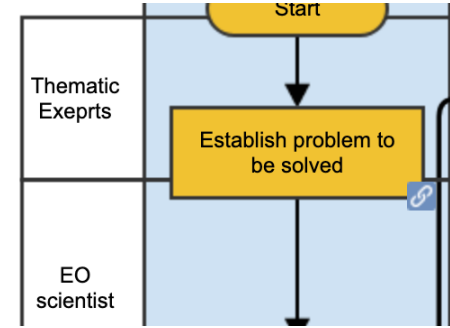 Start
Thematic
Exeprts
Establish problem to
be solved
EO
scientist